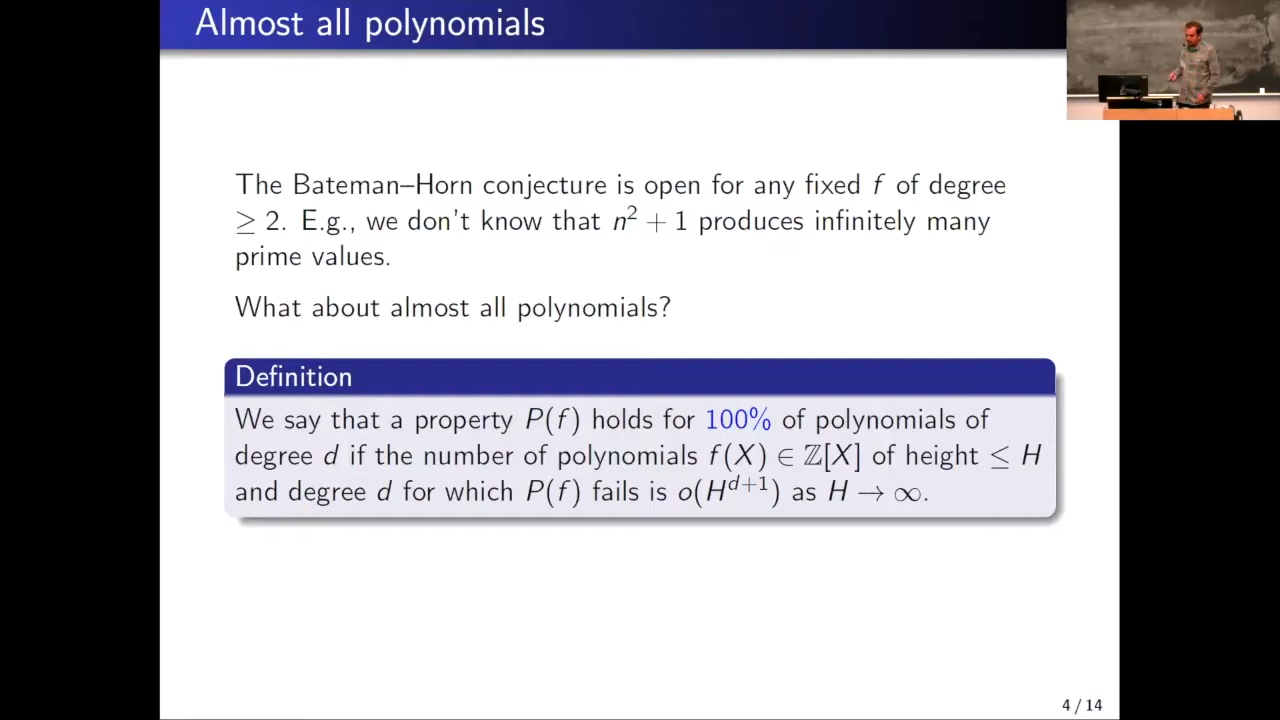 Almost all polynomials
The Bateman–Horn conjecture is open for any fixed f of degree
≥ 2. E.g., we don't know that n² + 1 produces infinitely many
prime values.
What about almost all polynomials?
Definition
We say that a property P(f) holds for 100% of polynomials of
degree d if the number of polynomials f(X) ∈ ℤ[X] of height ≤ H
and degree d for which P(f) fails is o(H^{d+1}) as H → ∞.
4 / 14